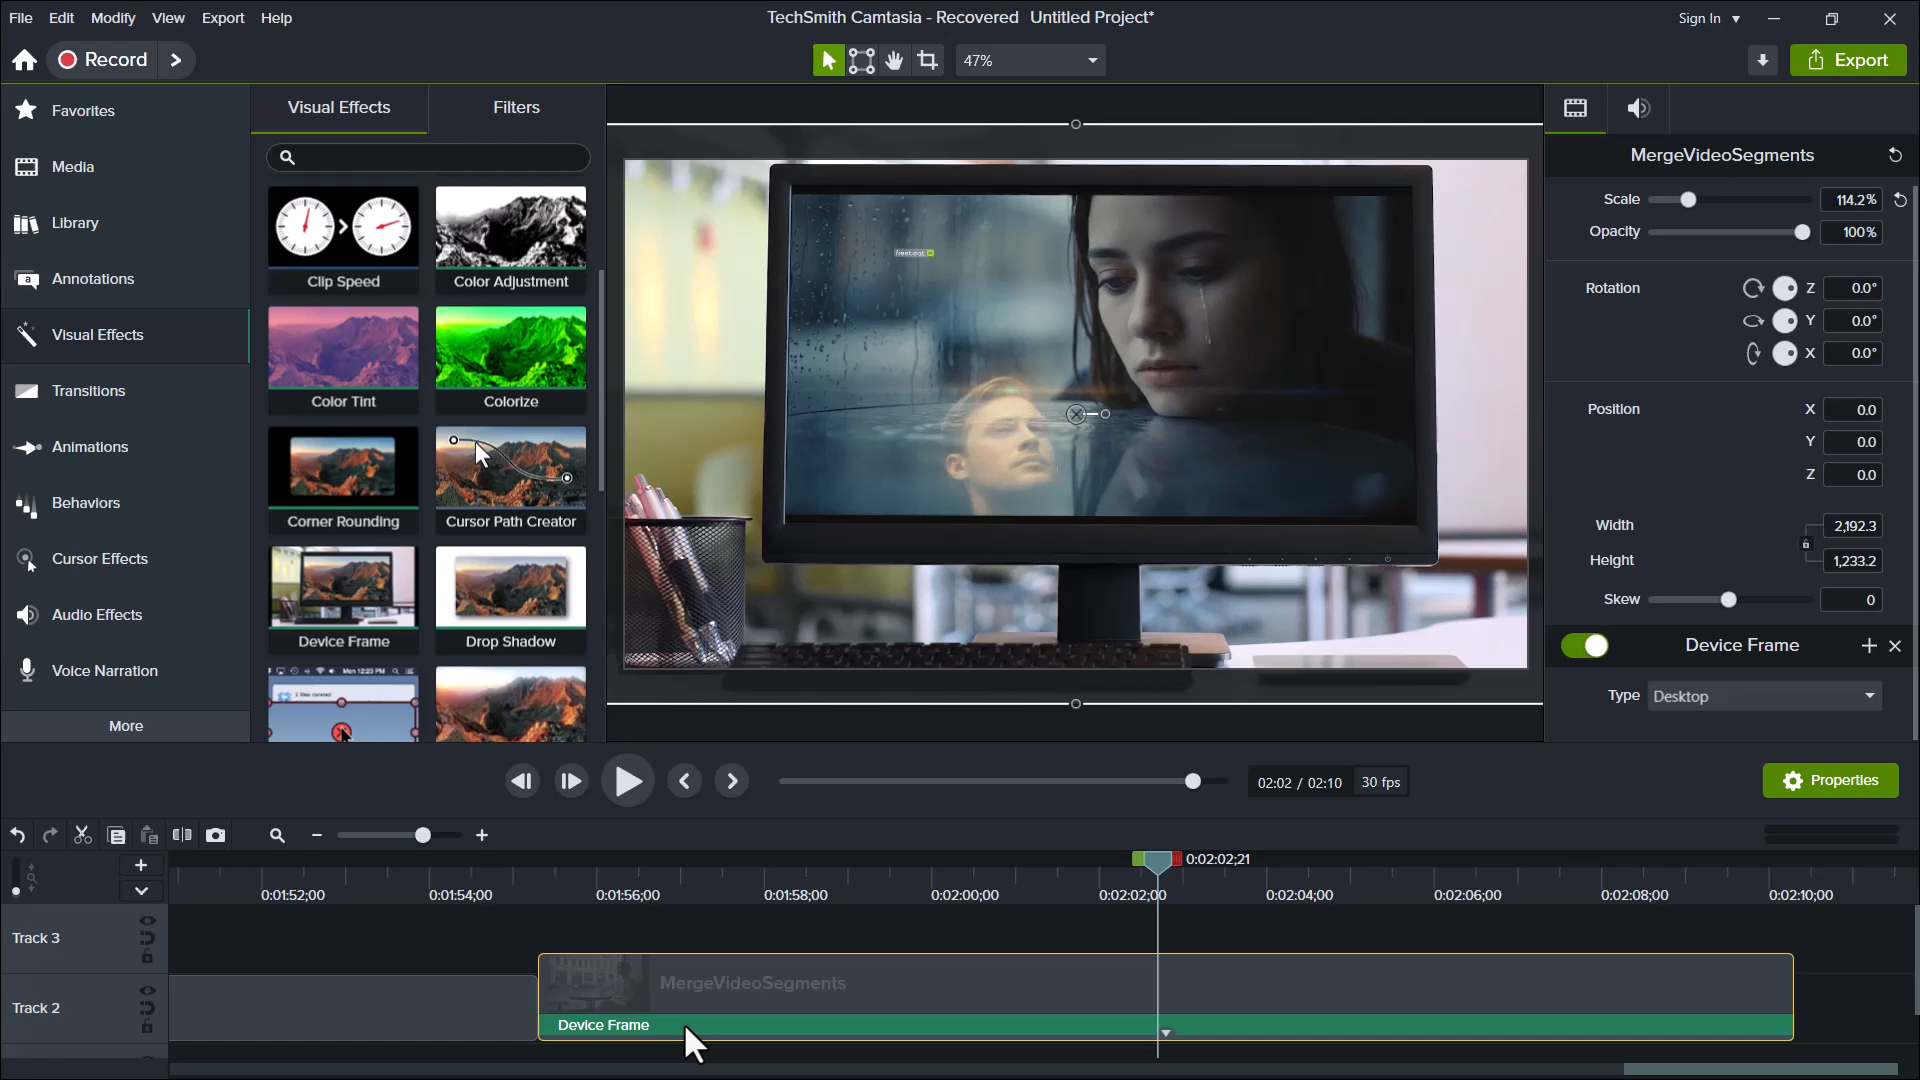 File Edit Modify View Export Help
TechSmith Camtasia - Recovered Untitled Project*
Sign In
Record
47%
Export
Favorites
Media
Library
Annotations
Visual Effects
Transitions
Animations
Behaviors
Cursor Effects
Audio Effects
Voice Narration
More
Visual Effects
Filters
Clip Speed
Color Adjustment
Color Tint
Colorize
Corner Rounding
Cursor Path Creator
Device Frame
Drop Shadow
Mon 12:23 PM
MergeVideoSegments
Scale 114.2%
Opacity 100%
Rotation Z 0.0°
Y 0.0°
X 0.0°
Position X 0.0
Y 0.0
Z 0.0
Width 2,192.3
Height 1,233.2
Skew 0
Device Frame
Type Desktop
02:02 / 02:10 30 fps
Properties
0:02:02;21
0:01:52;00 0:01:54;00 0:01:56;00 0:01:58;00 0:02:00;00 0:02:02;00 0:02:04;00 0:02:06;00 0:02:08;00 0:02:10;00
Track 3
MergeVideoSegments
Track 2
Device Frame